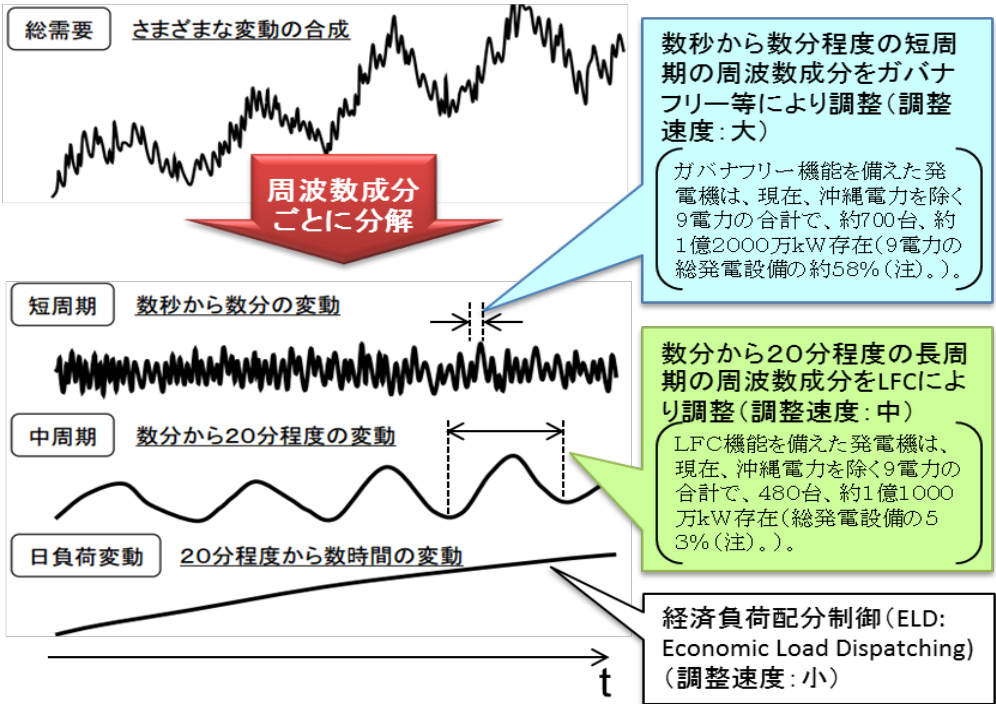 総需要
さまざまな変動の合成
周波数成分
ごとに分解
短周期
数秒から数分の変動
中周期
数分から20分程度の変動
日負荷変動
20分程度から数時間の変動
t
数秒から数分程度の短周
期の周波数成分をガバナ
フリー等により調整(調整
速度:大)
ガバナフリー機能を備えた発
電機は、現在、沖縄電力を除く
9電力の合計で、約700台、約
1億2000万kW存在(9電力の
総発電設備の約58%(注)。)。
数分から20分程度の長周
期の周波数成分をLFCによ
り調整(調整速度:中)
LFC機能を備えた発電機は、
現在、沖縄電力を除く9電力の
合計で、480台、約1億1000
万kW存在(総発電設備の5
3%(注)。)。
経済負荷配分制御(ELD:
Economic Load Dispatching)
(調整速度:小)